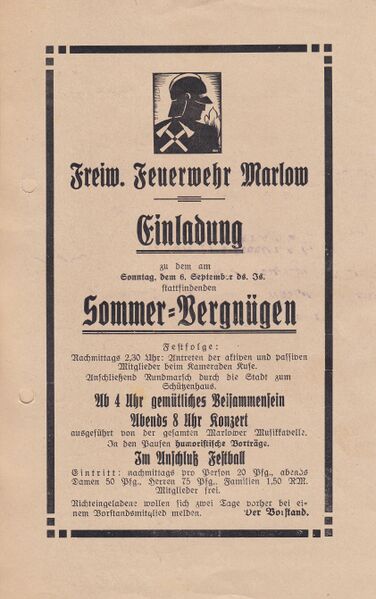 Freiw. Feuerwehr Marlow
Einladung
zu dem am
Sonntag, dem 6. September ds. Js.
stattfindenden
Sommer=Vergnügen
Festfolge:
Nachmittags 2,30 Uhr: Antreten der aktiven und passiven
Mitglieder beim Kameraden Kuse.
Anschließend Rundmarsch durch die Stadt zum
Schützenhaus.
Ab 4 Uhr gemütliches Beisammensein
Abends 8 Uhr Konzert
ausgeführt von der gesamten Marlower Musikkapelle.
In den Pausen humoristische Vorträge.
Im Anschluß Festball
Eintritt: nachmittags pro Person 20 Pfg., abends
Damen 50 Pfg., Herren 75 Pfg., Familien 1,50 RM.
Mitglieder frei.
Nichteingeladene wollen sich zwei Tage vorher bei ei-
nem Vorstandsmitglied melden. Der Vorstand.